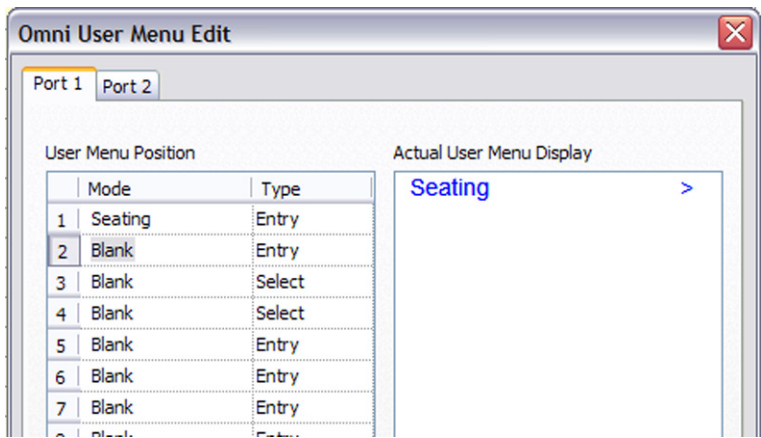 Omni User Menu Edit
Port 1 Port 2
User Menu Position Actual User Menu Display
Mode Type Seating >
1 Seating Entry
2 Blank Entry
3 Blank Select
4 Blank Select
5 Blank Entry
6 Blank Entry
7 Blank Entry